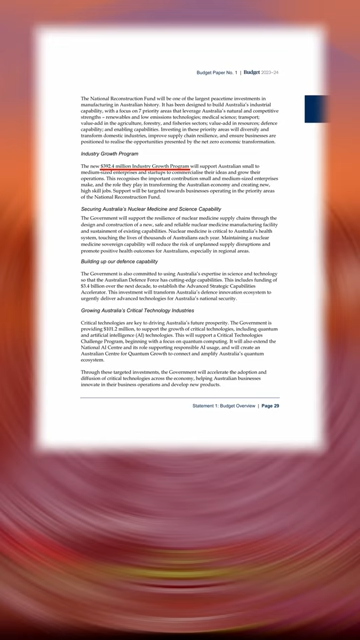 Budget Paper No. 1 | Budget 2023-24
The National Reconstruction Fund will be one of the largest peacetime investments in
manufacturing in Australian history. It has been designed to build Australia's industrial
capability, with a focus on 7 priority areas that leverage Australia's natural and competitive
strengths – renewables and low emissions technologies; medical science; transport;
value-add in the agriculture, forestry, and fisheries sectors; value-add in resources; defence
capability; and enabling capabilities. Investing in these priority areas will diversify and
transform Australia's industry, improve supply chain resilience, and ensure businesses are
positioned to realise the opportunities presented by the net zero economic transformation.
Industry Growth Program
The new $392.4 million Industry Growth Program will support Australian small to
medium-sized enterprises and startups to commercialise their ideas and grow their
operations. This recognises the important contribution small and medium-sized enterprises
make, and the role they play in transforming the Australian economy and creating new,
high skill jobs. Support will be targeted towards businesses operating in the priority areas
of the National Reconstruction Fund.
Securing Australia's Nuclear Medicine and Science Capability
The Government will support the resilience of nuclear medicine supply chains through the
design and construction of a new, safe and reliable nuclear medicine manufacturing facility
and sustainment of existing capabilities. Nuclear medicine is critical to Australia's health
system, touching the lives of thousands of Australians each year. Maintaining a nuclear
medicine sovereign capability will reduce the risk of unplanned supply disruptions and
promote positive health outcomes for Australians, especially in regional areas.
Building up our defence capability
The Government is also committed to using Australia's expertise in science and technology
so that the Australian Defence Force has cutting-edge capabilities. This includes funding of
$3.4 billion over the next decade, to establish the Advanced Strategic Capabilities
Accelerator. This investment will transform Australia's defence innovation ecosystem to
urgently deliver advanced technologies for Australia's national security.
Growing Australia's Critical Technology Industries
Critical technologies are key to driving Australia's future prosperity. The Government is
providing $101.2 million, to support the growth of critical technologies, including quantum
and artificial intelligence (AI) technologies. This will support a Critical Technologies
Challenge Program, beginning with a focus on quantum computing. It will also extend the
National AI Centre and its role supporting responsible AI usage, and will create an
Australian Centre for Quantum Growth to connect and amplify Australia's quantum
ecosystem.
Through these targeted investments, the Government will accelerate the adoption and
diffusion of critical technologies across the economy, helping Australian businesses
innovate in their business operations and develop new products.
Statement 1: Budget Overview | Page 29